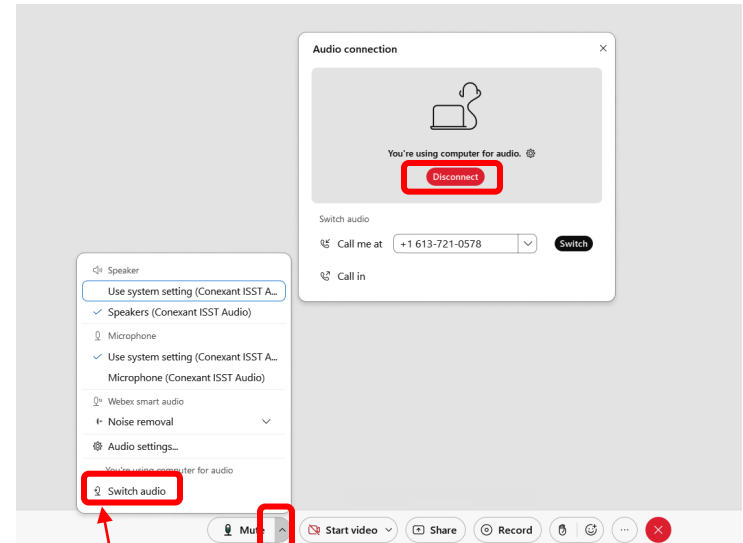 Audio connection
You're using computer for audio.
Disconnect
Switch audio
Call me at +1 613-721-0578 Switch
Call in
Speaker
Use system setting (Conexant ISST A...
Speakers (Conexant ISST Audio)
Microphone
Use system setting (Conexant ISST A...
Microphone (Conexant ISST Audio)
Webex smart audio
Noise removal
Audio settings...
You're using computer for audio
Switch audio
Mute Start video Share Record